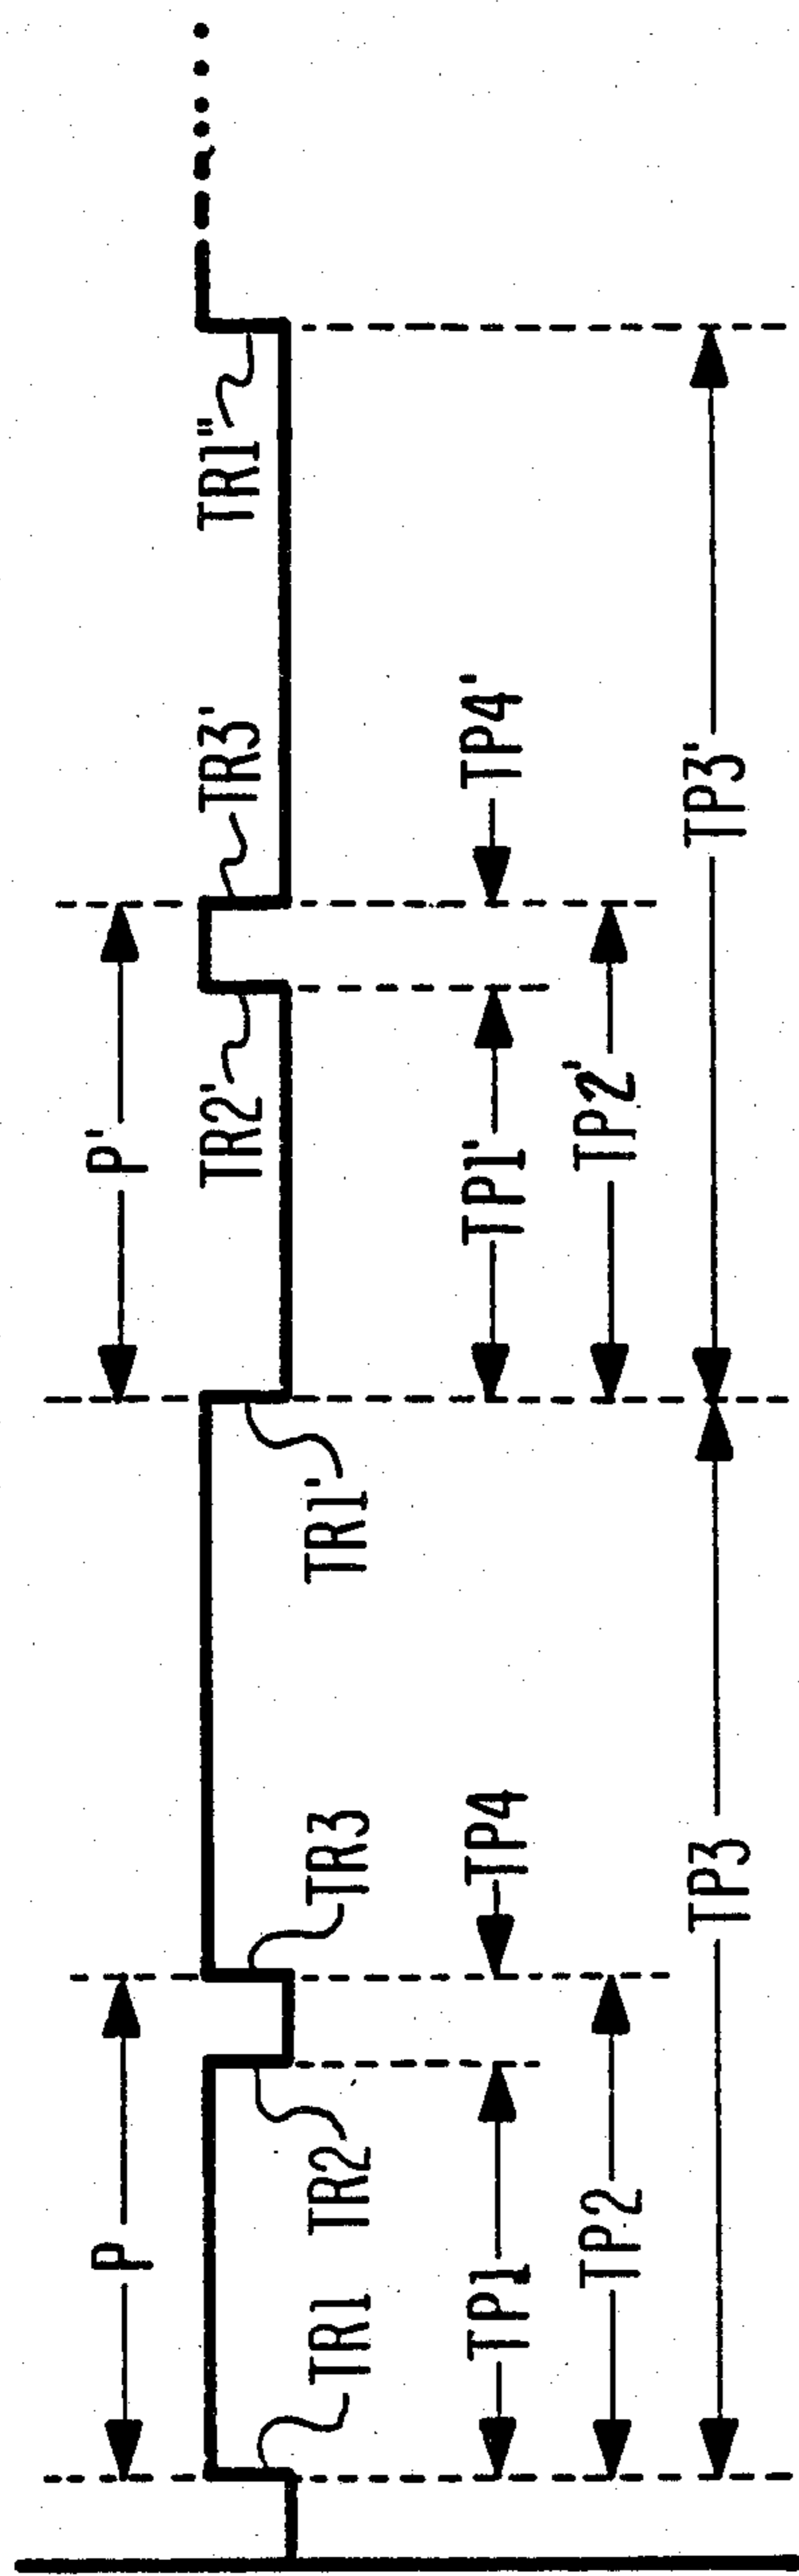 P
P'
TR1
TR2
TR3
TR1'
TR2'
TR3'
TR1"
TP1
TP4
TP1'
TP4'
TP2
TP2'
TP3
TP3'